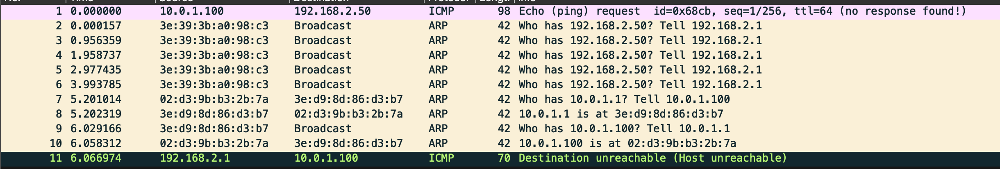 No. Time Source Destination Protocol Length Info
1 0.000000 10.0.1.100 192.168.2.50 ICMP 98 Echo (ping) request  id=0x68cb, seq=1/256, ttl=64 (no response found!)
2 0.000157 3e:39:3b:a0:98:c3 Broadcast ARP 42 Who has 192.168.2.50? Tell 192.168.2.1
3 0.956359 3e:39:3b:a0:98:c3 Broadcast ARP 42 Who has 192.168.2.50? Tell 192.168.2.1
4 1.958737 3e:39:3b:a0:98:c3 Broadcast ARP 42 Who has 192.168.2.50? Tell 192.168.2.1
5 2.977435 3e:39:3b:a0:98:c3 Broadcast ARP 42 Who has 192.168.2.50? Tell 192.168.2.1
6 3.993785 3e:39:3b:a0:98:c3 Broadcast ARP 42 Who has 192.168.2.50? Tell 192.168.2.1
7 5.201014 02:d3:9b:b3:2b:7a 3e:d9:8d:86:d3:b7 ARP 42 Who has 10.0.1.1? Tell 10.0.1.100
8 5.202319 3e:d9:8d:86:d3:b7 02:d3:9b:b3:2b:7a ARP 42 10.0.1.1 is at 3e:d9:8d:86:d3:b7
9 6.029166 3e:d9:8d:86:d3:b7 Broadcast ARP 42 Who has 10.0.1.100? Tell 10.0.1.1
10 6.058312 02:d3:9b:b3:2b:7a 3e:d9:8d:86:d3:b7 ARP 42 10.0.1.100 is at 02:d3:9b:b3:2b:7a
11 6.066974 192.168.2.1 10.0.1.100 ICMP 70 Destination unreachable (Host unreachable)